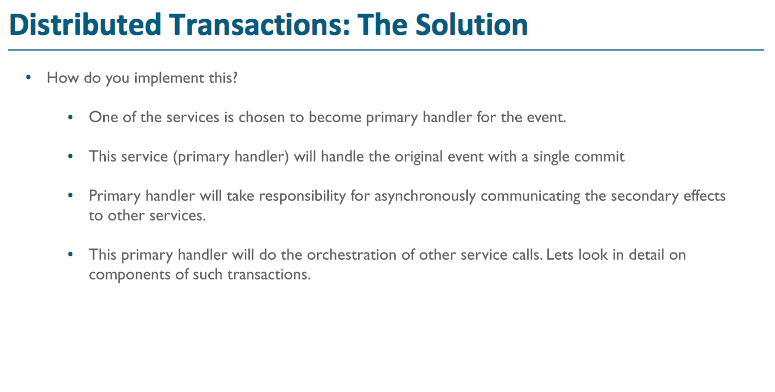 Distributed Transactions: The Solution
• How do you implement this?
• One of the services is chosen to become primary handler for the event.
• This service (primary handler) will handle the original event with a single commit
• Primary handler will take responsibility for asynchronously communicating the secondary effects
to other services.
• This primary handler will do the orchestration of other service calls. Lets look in detail on
components of such transactions.